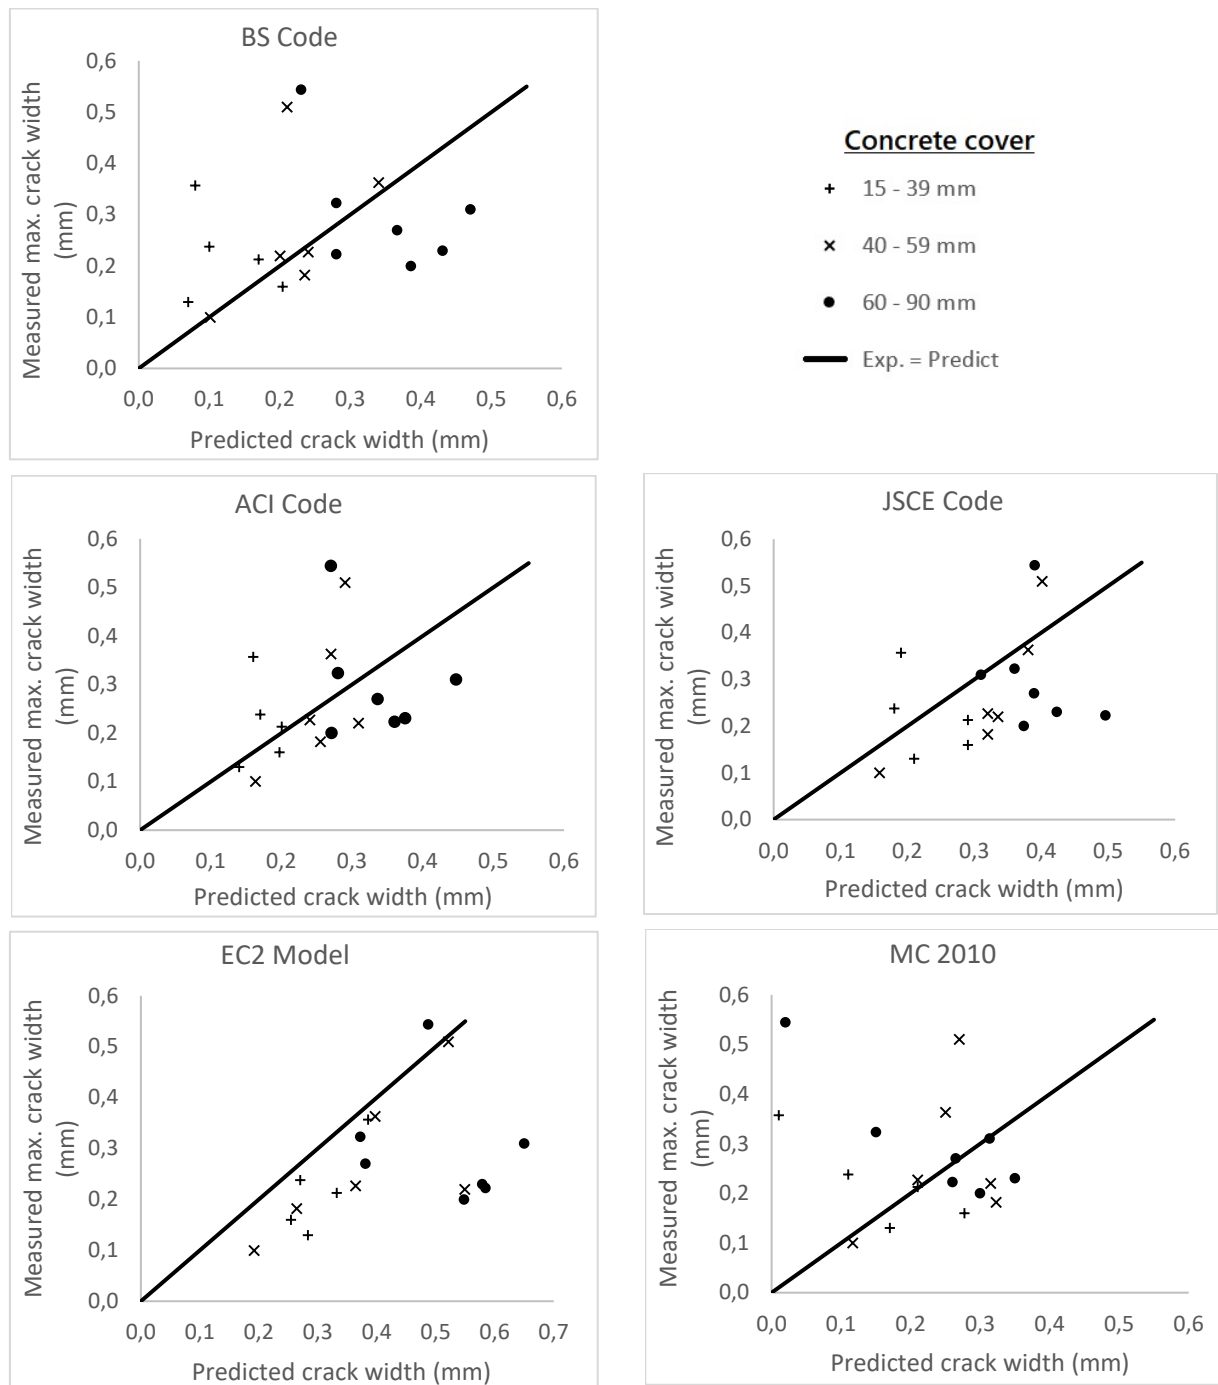 BS Code
Measured max. crack width
(mm)
0,6
0,5
0,4
0,3
0,2
0,1
0,0
0,0 0,1 0,2 0,3 0,4 0,5 0,6
Predicted crack width (mm)
Concrete cover
15 - 39 mm
40 - 59 mm
60 - 90 mm
Exp. = Predict
ACI Code
Measured max. crack width
(mm)
0,6
0,5
0,4
0,3
0,2
0,1
0,0
0,0 0,1 0,2 0,3 0,4 0,5 0,6
Predicted crack width (mm)
JSCE Code
Measured max. crack width
(mm)
0,6
0,5
0,4
0,3
0,2
0,1
0,0
0,0 0,1 0,2 0,3 0,4 0,5 0,6
Predicted crack width (mm)
EC2 Model
Measured max. crack width
(mm)
0,6
0,5
0,4
0,3
0,2
0,1
0,0
0,0 0,1 0,2 0,3 0,4 0,5 0,6 0,7
Predicted crack width (mm)
MC 2010
Measured max. crack width
(mm)
0,6
0,5
0,4
0,3
0,2
0,1
0,0
0,0 0,1 0,2 0,3 0,4 0,5 0,6
Predicted crack width (mm)